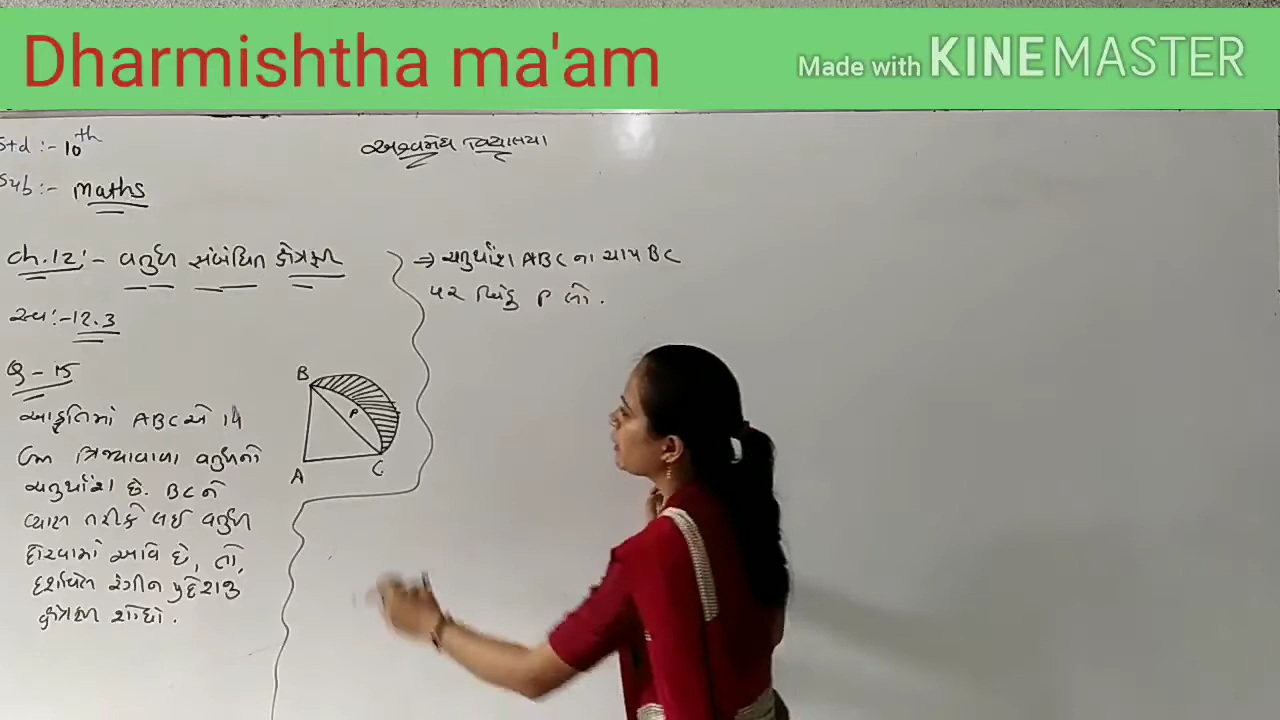 Dharmishtha ma'am
Made with KINEMASTER
Std :- 10th
અશ્વમેધ વિદ્યાલય
Sub :- Maths
Ch.12 :- વર્તુળ સંબંધિત ક્ષેત્રફળ
સ્વા :- 12.3
Q - 15
આકૃતિમાં ABC એ 14
Cm ત્રિજ્યાવાળા વર્તુળનો
ચતુર્થાંશ છે. BC ને
વ્યાસ તરીકે લઈ વર્તુળ
દોરવામાં આવે છે, તો,
દર્શાવેલ રંગીન પ્રદેશનું
ક્ષેત્રફળ શોધો.
B
P
A
C
⇒ ચતુર્થાંશ ABC ના ચાપ BC
પર બિંદુ P લો.